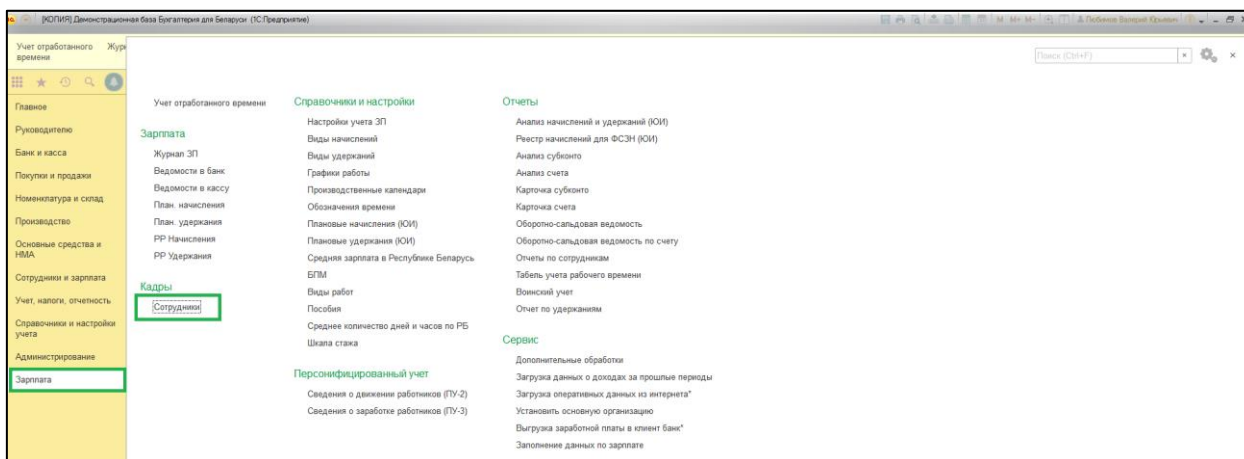 [КОПИЯ] Демонстрационная база Бухгалтерия для Беларуси (1С:Предприятие)
M M+ M-
Любимов Валерий Юрьевич
Учет отработанного
времени
Поиск (Ctrl+F)
×
Главное
Руководителю
Банк и касса
Покупки и продажи
Номенклатура и склад
Производство
Основные средства и
НМА
Сотрудники и зарплата
Учет, налоги, отчетность
Справочники и настройки
учета
Администрирование
Зарплата
Учет отработанного времени
Зарплата
Журнал ЗП
Ведомости в банк
Ведомости в кассу
План. начисления
План. удержания
РР Начисления
РР Удержания
Кадры
Сотрудники
Справочники и настройки
Настройки учета ЗП
Виды начислений
Виды удержаний
Графики работы
Производственные календари
Обозначения времени
Плановые начисления (ЮИ)
Плановые удержания (ЮИ)
Средняя зарплата в Республике Беларусь
БПМ
Виды работ
Пособия
Среднее количество дней и часов по РБ
Шкала стажа
Персонифицированный учет
Сведения о движении работников (ПУ-2)
Сведения о заработке работников (ПУ-3)
Отчеты
Анализ начислений и удержаний (ЮИ)
Реестр начислений для ФСЗН (ЮИ)
Анализ субконто
Анализ счета
Карточка субконто
Карточка счета
Оборотно-сальдовая ведомость
Оборотно-сальдовая ведомость по счету
Отчеты по сотрудникам
Табель учета рабочего времени
Воинский учет
Отчет по удержаниям
Сервис
Дополнительные обработки
Загрузка данных о доходах за прошлые периоды
Загрузка оперативных данных из интернета*
Установить основную организацию
Выгрузка заработной платы в клиент банк*
Заполнение данных по зарплате